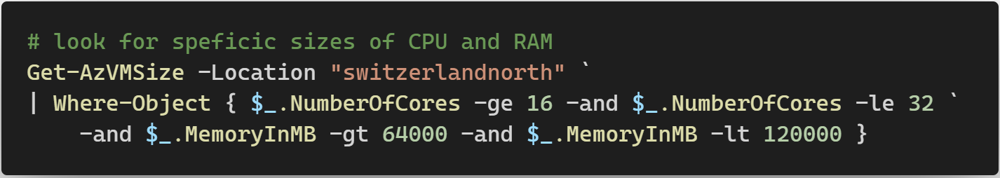 # look for speficic sizes of CPU and RAM
Get-AzVMSize -Location "switzerlandnorth" `
| Where-Object { $_.NumberOfCores -ge 16 -and $_.NumberOfCores -le 32 `
    -and $_.MemoryInMB -gt 64000 -and $_.MemoryInMB -lt 120000 }